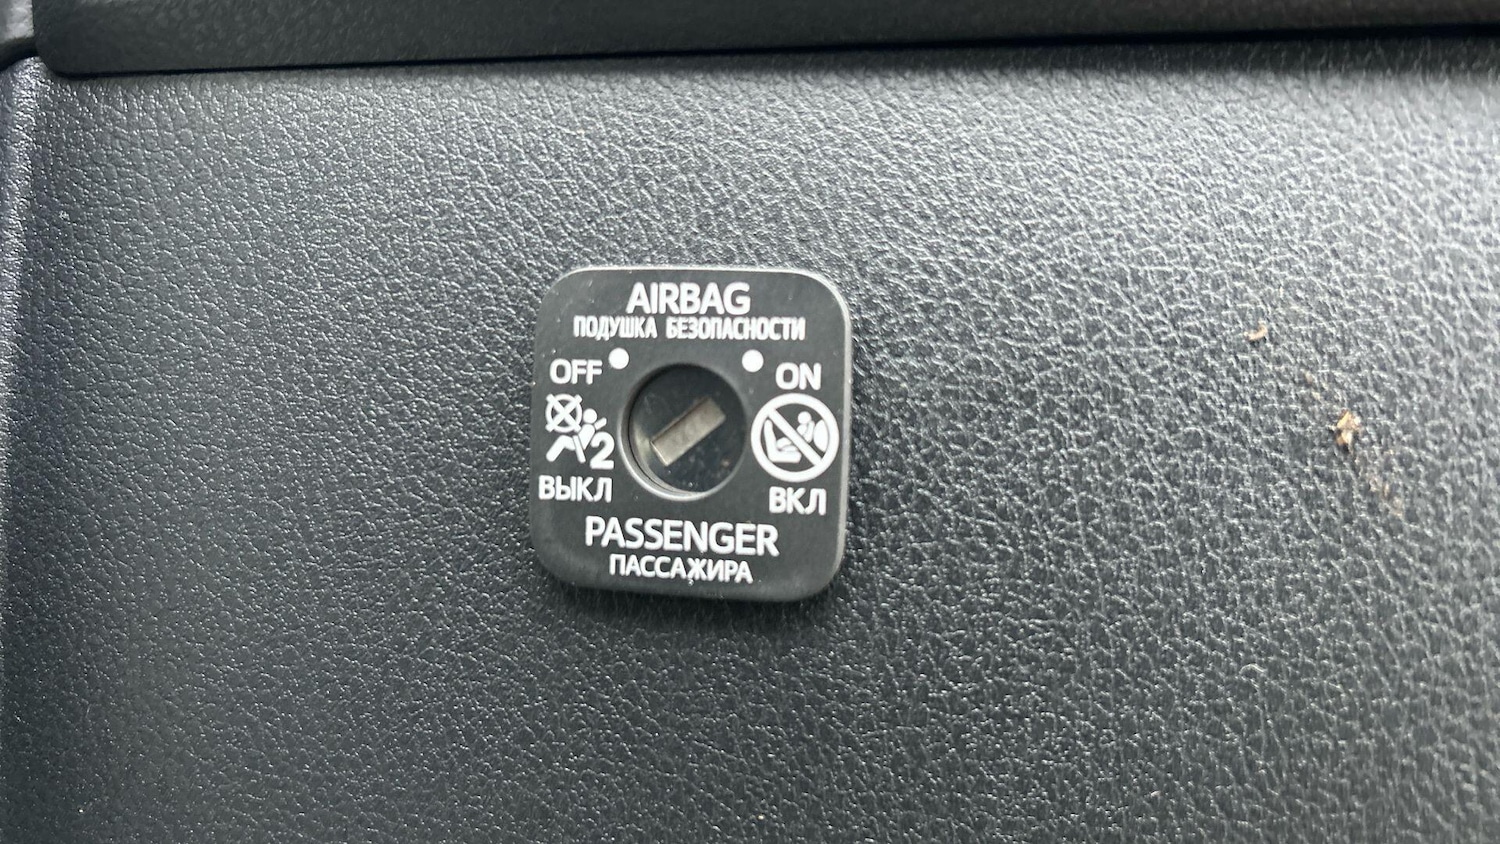 AIRBAG
ПОДУШКА БЕЗОПАСНОСТИ
OFF ON
2
ВЫКЛ ВКЛ
PASSENGER
ПАССАЖИРА